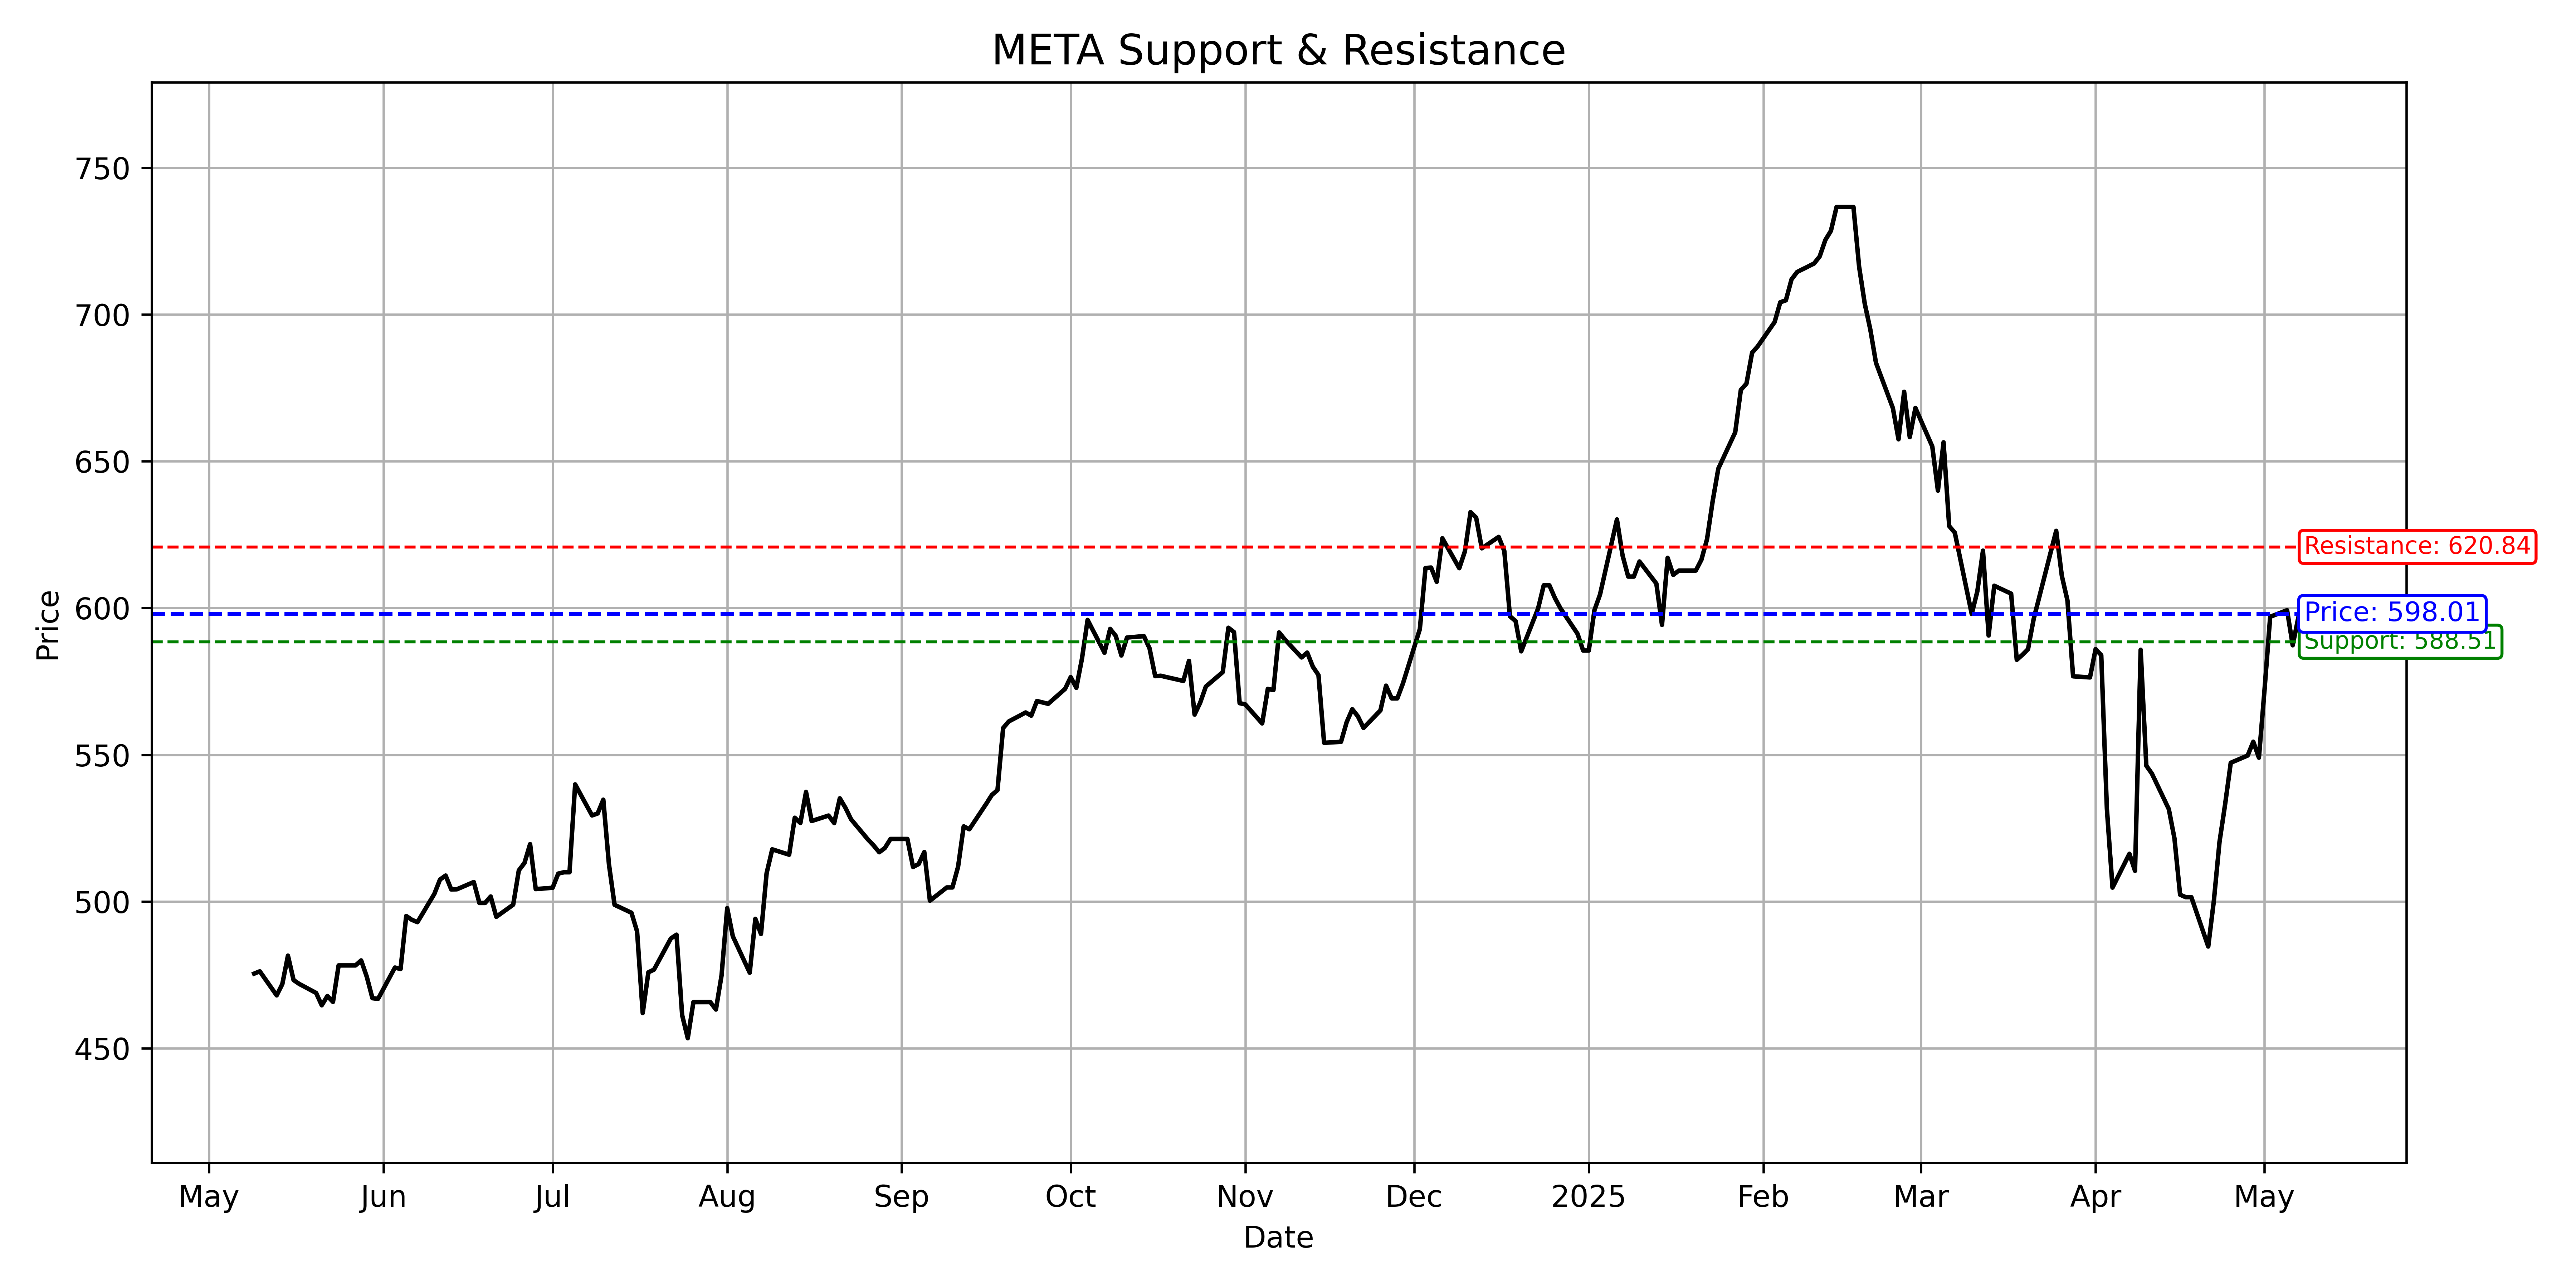 META Support & Resistance
Price
750
700
650
600
550
500
450
Resistance: 620.84
Price: 598.01
Support: 588.51
May
Jun
Jul
Aug
Sep
Oct
Nov
Dec
2025
Feb
Mar
Apr
May
Date